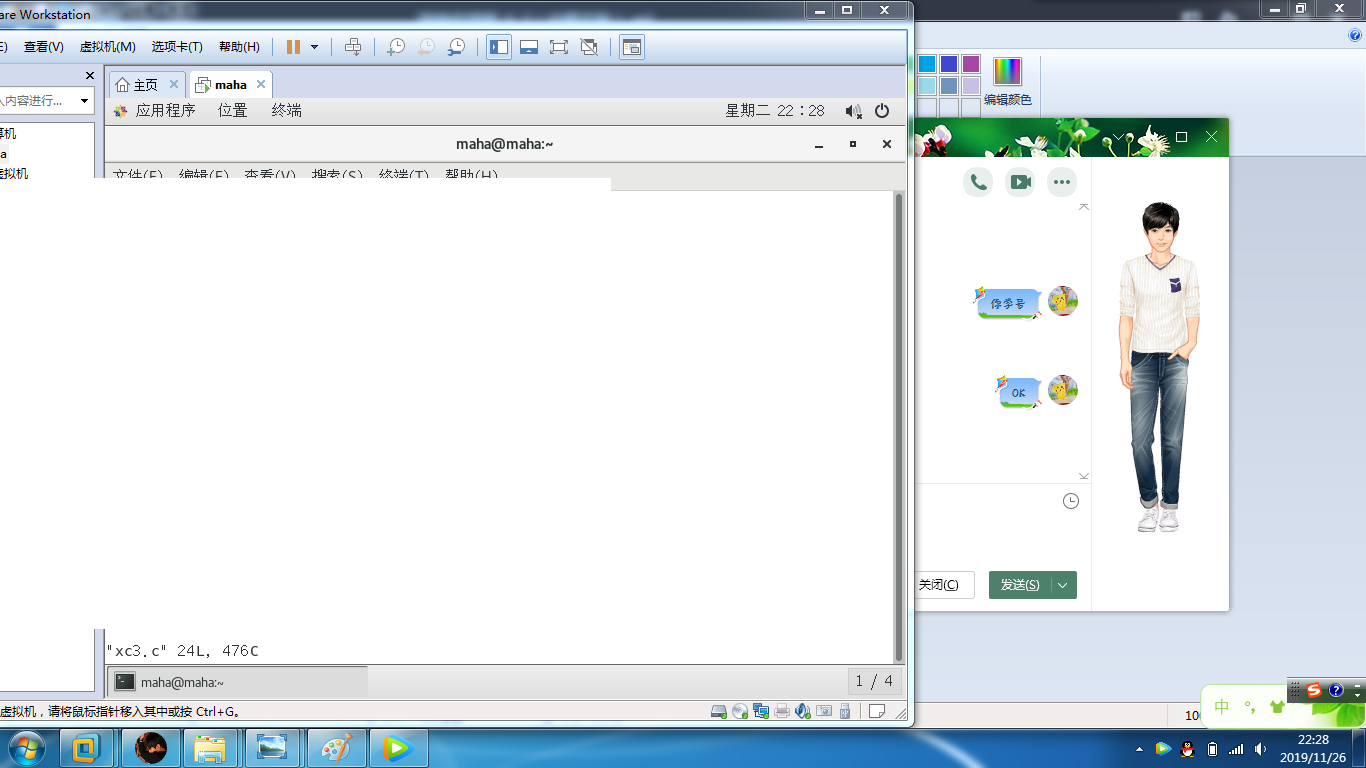 are Workstation
E) 查看(V) 虚拟机(M) 选项卡(T) 帮助(H)
入内容进行...
主页
maha
应用程序 位置 终端
星期二 22：28
maha@maha:~
文件(F) 编辑(E) 查看(V) 搜索(S) 终端(T) 帮助(H)
算机
a
虚拟机
编辑颜色
你学号
OK
关闭(C)
发送(S)
"xc3.c" 24L, 476C
maha@maha:~
1 / 4
虚拟机，请将鼠标指针移入其中或按 Ctrl+G。
10
中
22:28
2019/11/26